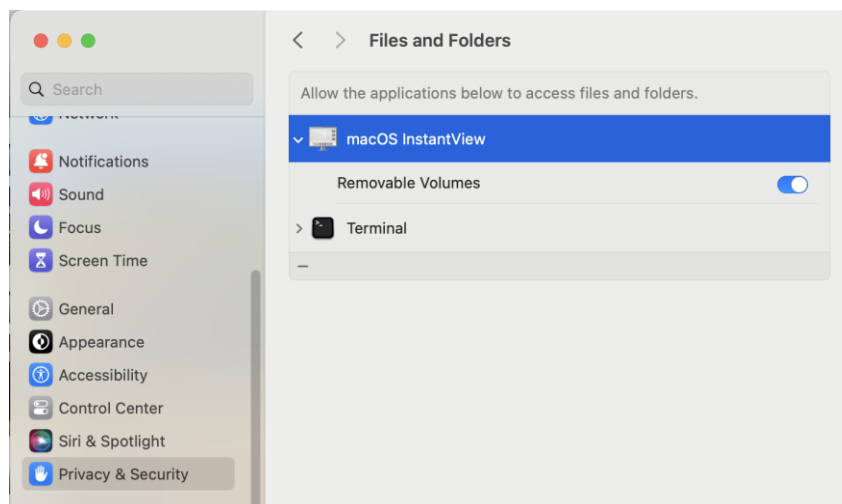 Files and Folders
Search
Allow the applications below to access files and folders.
Network
macOS InstantView
Notifications
Removable Volumes
Sound
Focus
Terminal
Screen Time
General
Appearance
Accessibility
Control Center
Siri & Spotlight
Privacy & Security